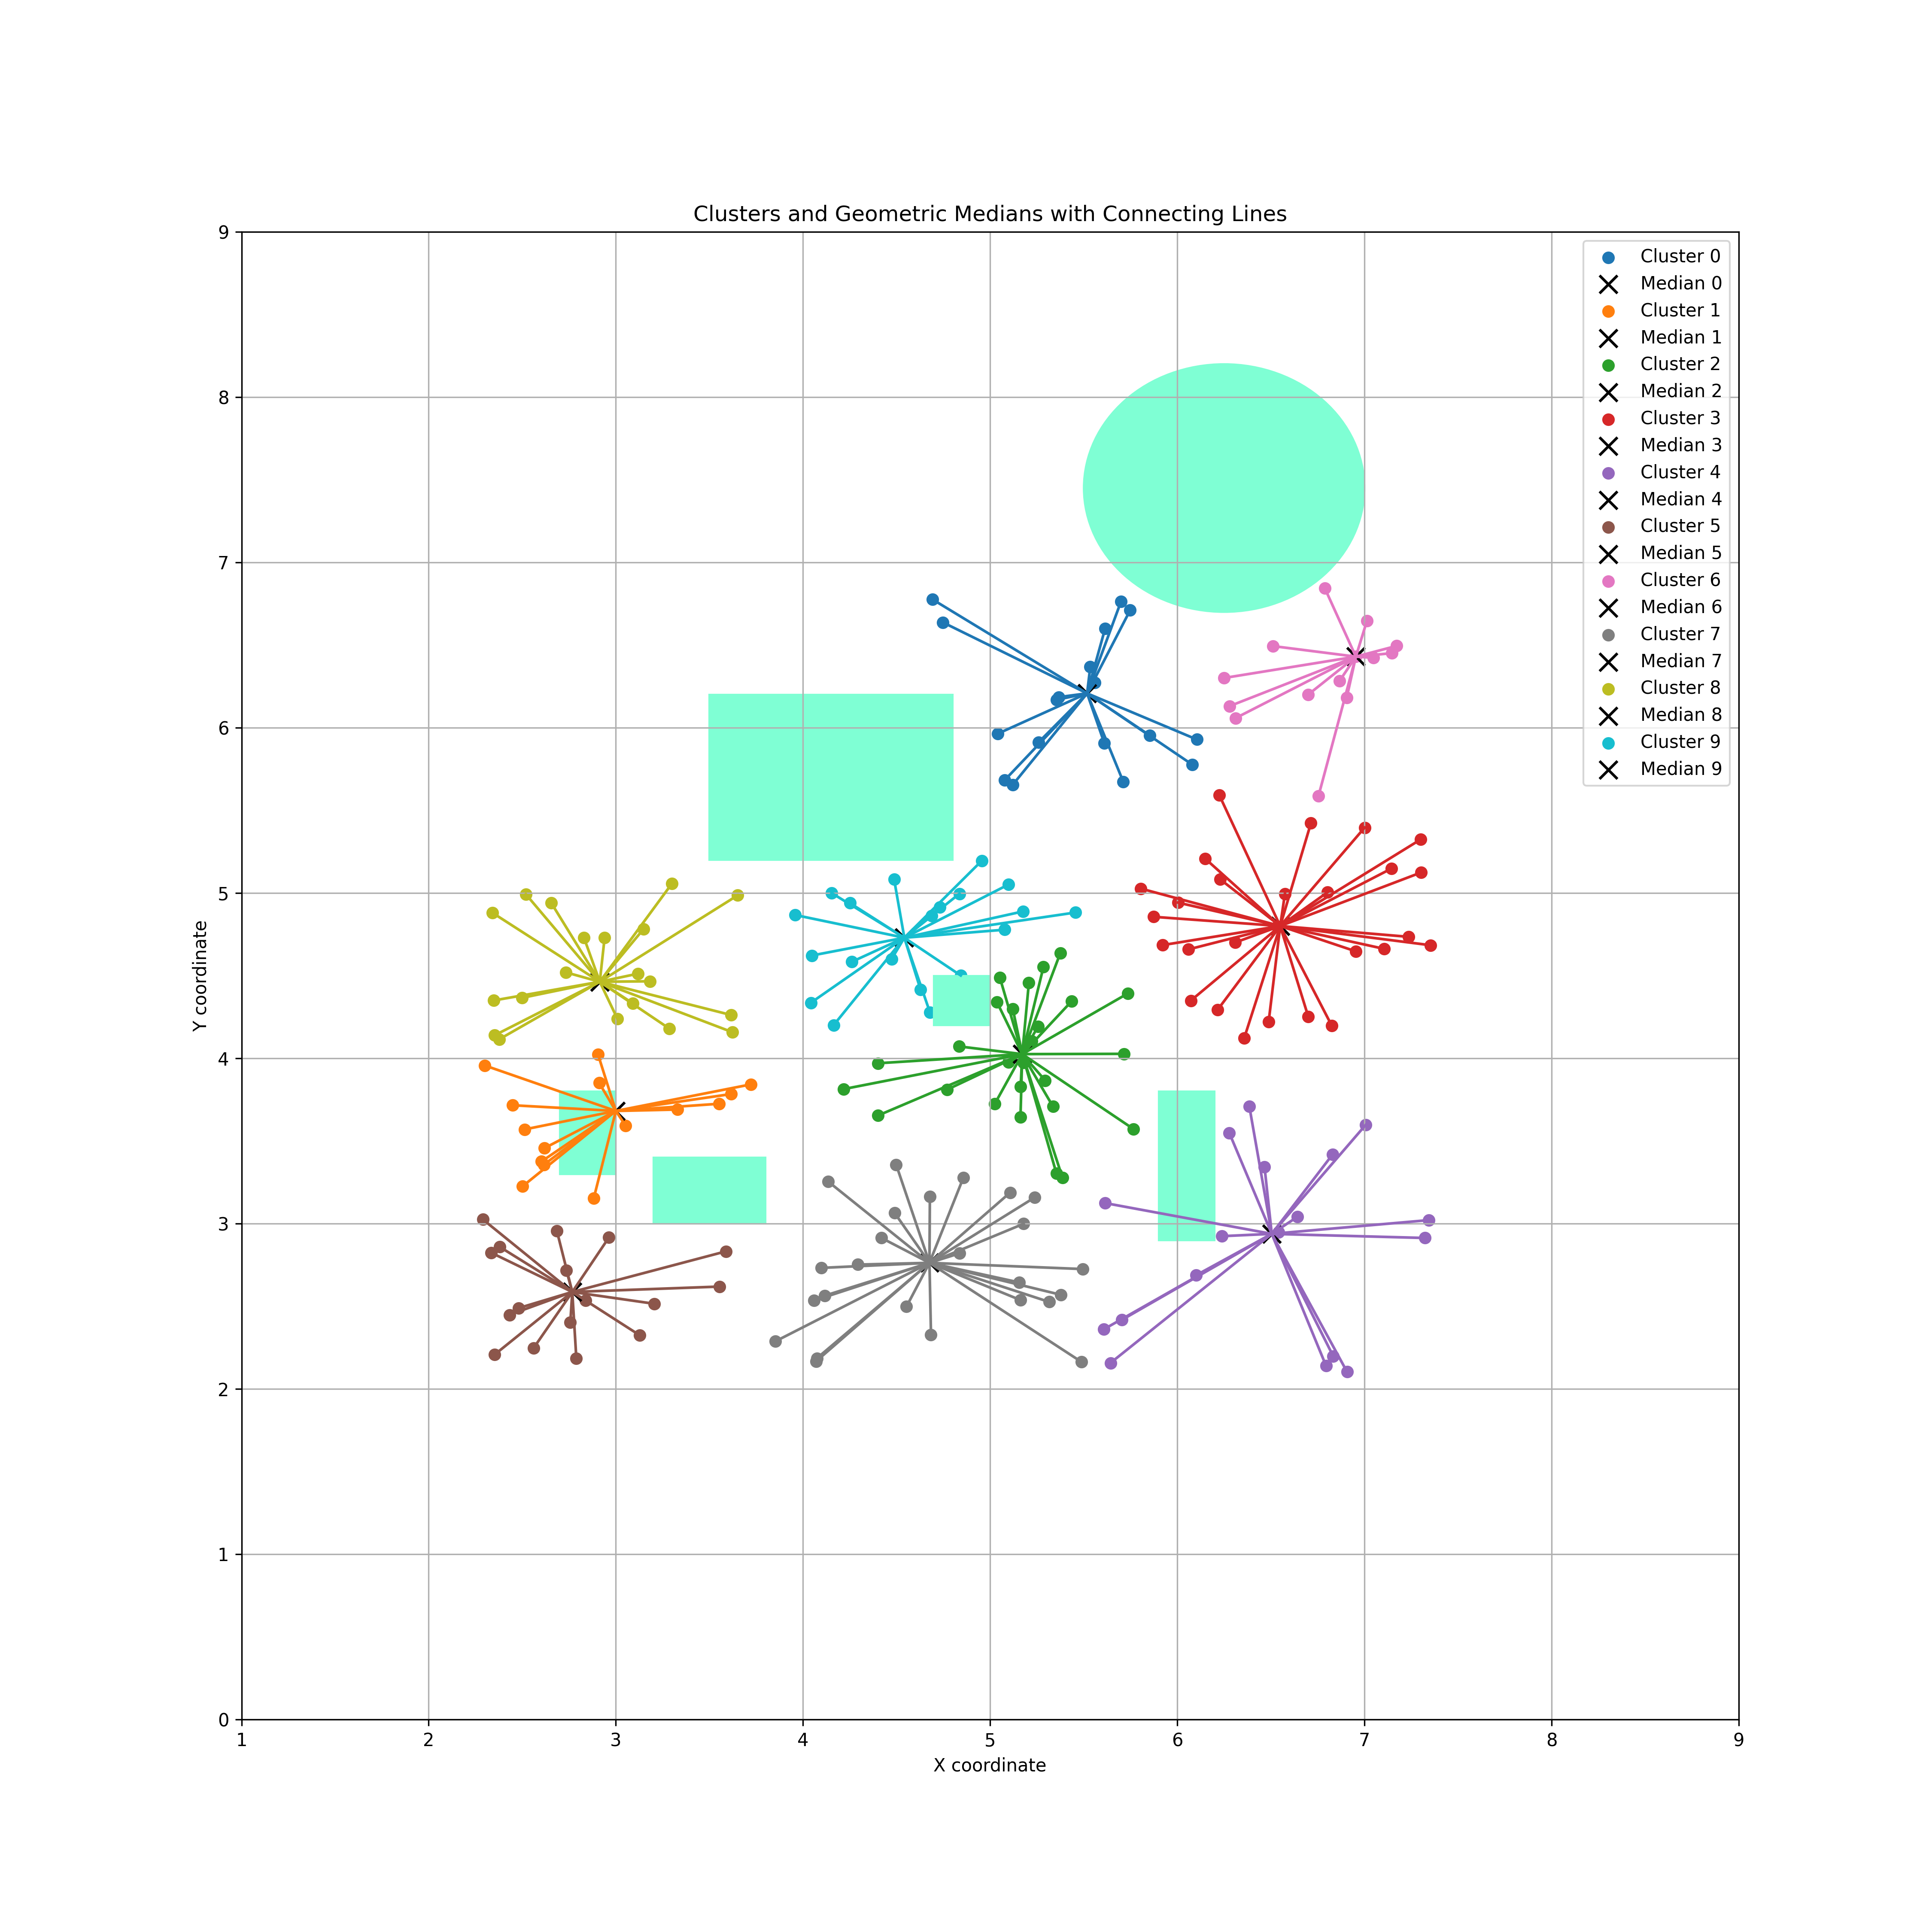 Clusters and Geometric Medians with Connecting Lines
9
8
7
6
5
4
3
2
1
0
Y coordinate
1 2 3 4 5 6 7 8 9
X coordinate
Cluster 0
Median 0
Cluster 1
Median 1
Cluster 2
Median 2
Cluster 3
Median 3
Cluster 4
Median 4
Cluster 5
Median 5
Cluster 6
Median 6
Cluster 7
Median 7
Cluster 8
Median 8
Cluster 9
Median 9